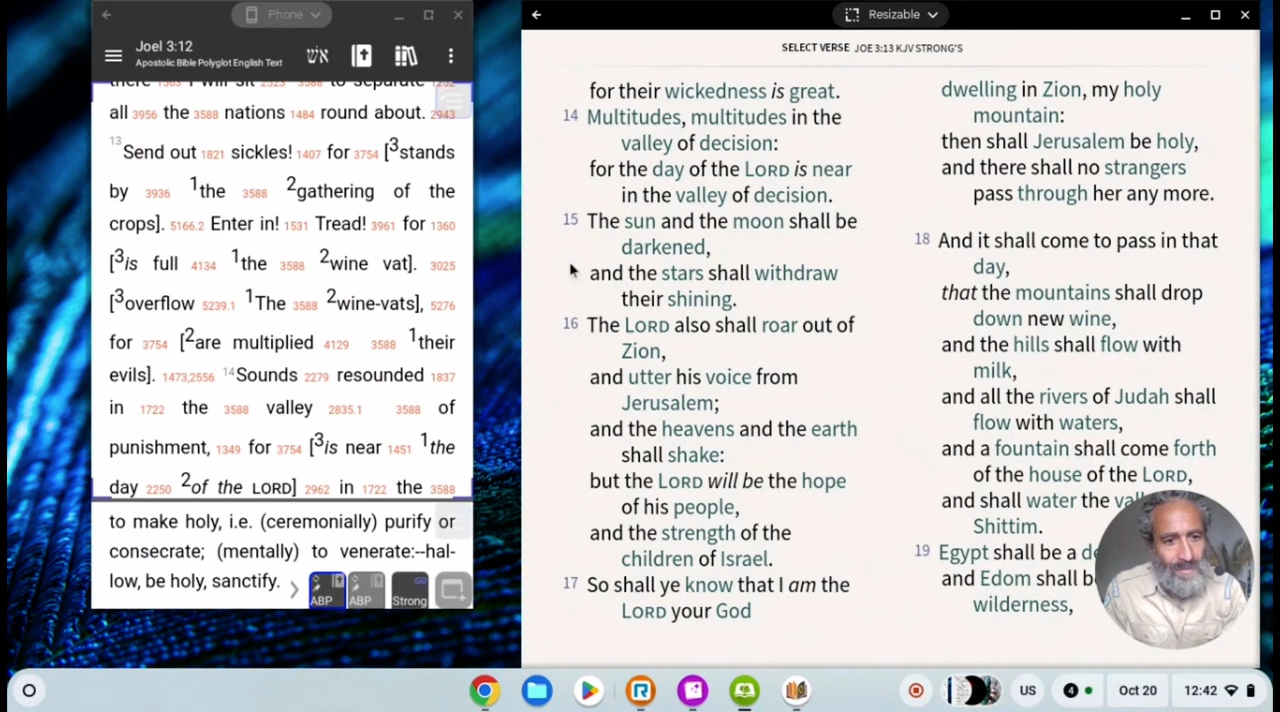 Phone
Joel 3:12
Apostolic Bible Polyglot English Text
אש
there 1563 I will sit 2523 3588 to separate 1252
all 3956 the 3588 nations 1484 round about. 2943
13 Send out 1821 sickles! 1407 for 3754 [3stands
by 3936 1the 3588 2gathering of the
crops]. 5166.2 Enter in! 1531 Tread! 3961 for 1360
[3is full 4134 1the 3588 2wine vat]. 3025
[3overflow 5239.1 1The 3588 2wine-vats], 5276
for 3754 [2are multiplied 4129 3588 1their
evils]. 1473,2556 14Sounds 2279 resounded 1837
in 1722 the 3588 valley 2835.1 3588 of
punishment, 1349 for 3754 [3is near 1451 1the
day 2250 2of the LORD] 2962 in 1722 the 3588
to make holy, i.e. (ceremonially) purify or
consecrate; (mentally) to venerate:--hal-
low, be holy, sanctify.
ABP
ABP
Strong
Resizable
SELECT VERSE JOE 3:13 KJV STRONG'S
for their wickedness is great.
14 Multitudes, multitudes in the
valley of decision:
for the day of the LORD is near
in the valley of decision.
15 The sun and the moon shall be
darkened,
and the stars shall withdraw
their shining.
16 The LORD also shall roar out of
Zion,
and utter his voice from
Jerusalem;
and the heavens and the earth
shall shake:
but the LORD will be the hope
of his people,
and the strength of the
children of Israel.
17 So shall ye know that I am the
LORD your God
dwelling in Zion, my holy
mountain:
then shall Jerusalem be holy,
and there shall no strangers
pass through her any more.
18 And it shall come to pass in that
day,
that the mountains shall drop
down new wine,
and the hills shall flow with
milk,
and all the rivers of Judah shall
flow with waters,
and a fountain shall come forth
of the house of the LORD,
and shall water the
Shittim.
19 Egypt shall be a
and Edom shall
wilderness,
US
4
Oct 20
12:42